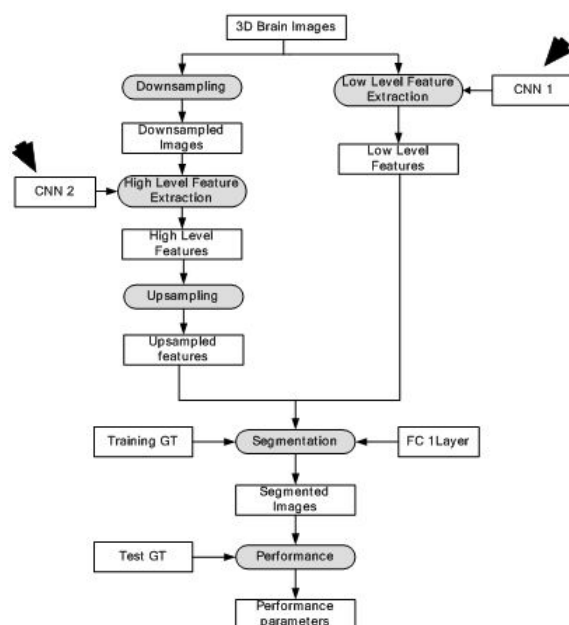 3D Brain Images
Downsampling
Low Level Feature
Extraction
CNN 1
Downsampled
Images
Low Level
Features
CNN 2
High Level Feature
Extraction
High Level
Features
Upsampling
Upsampled
features
Training GT
Segmentation
FC 1Layer
Segmented
Images
Test GT
Performance
Performance
parameters